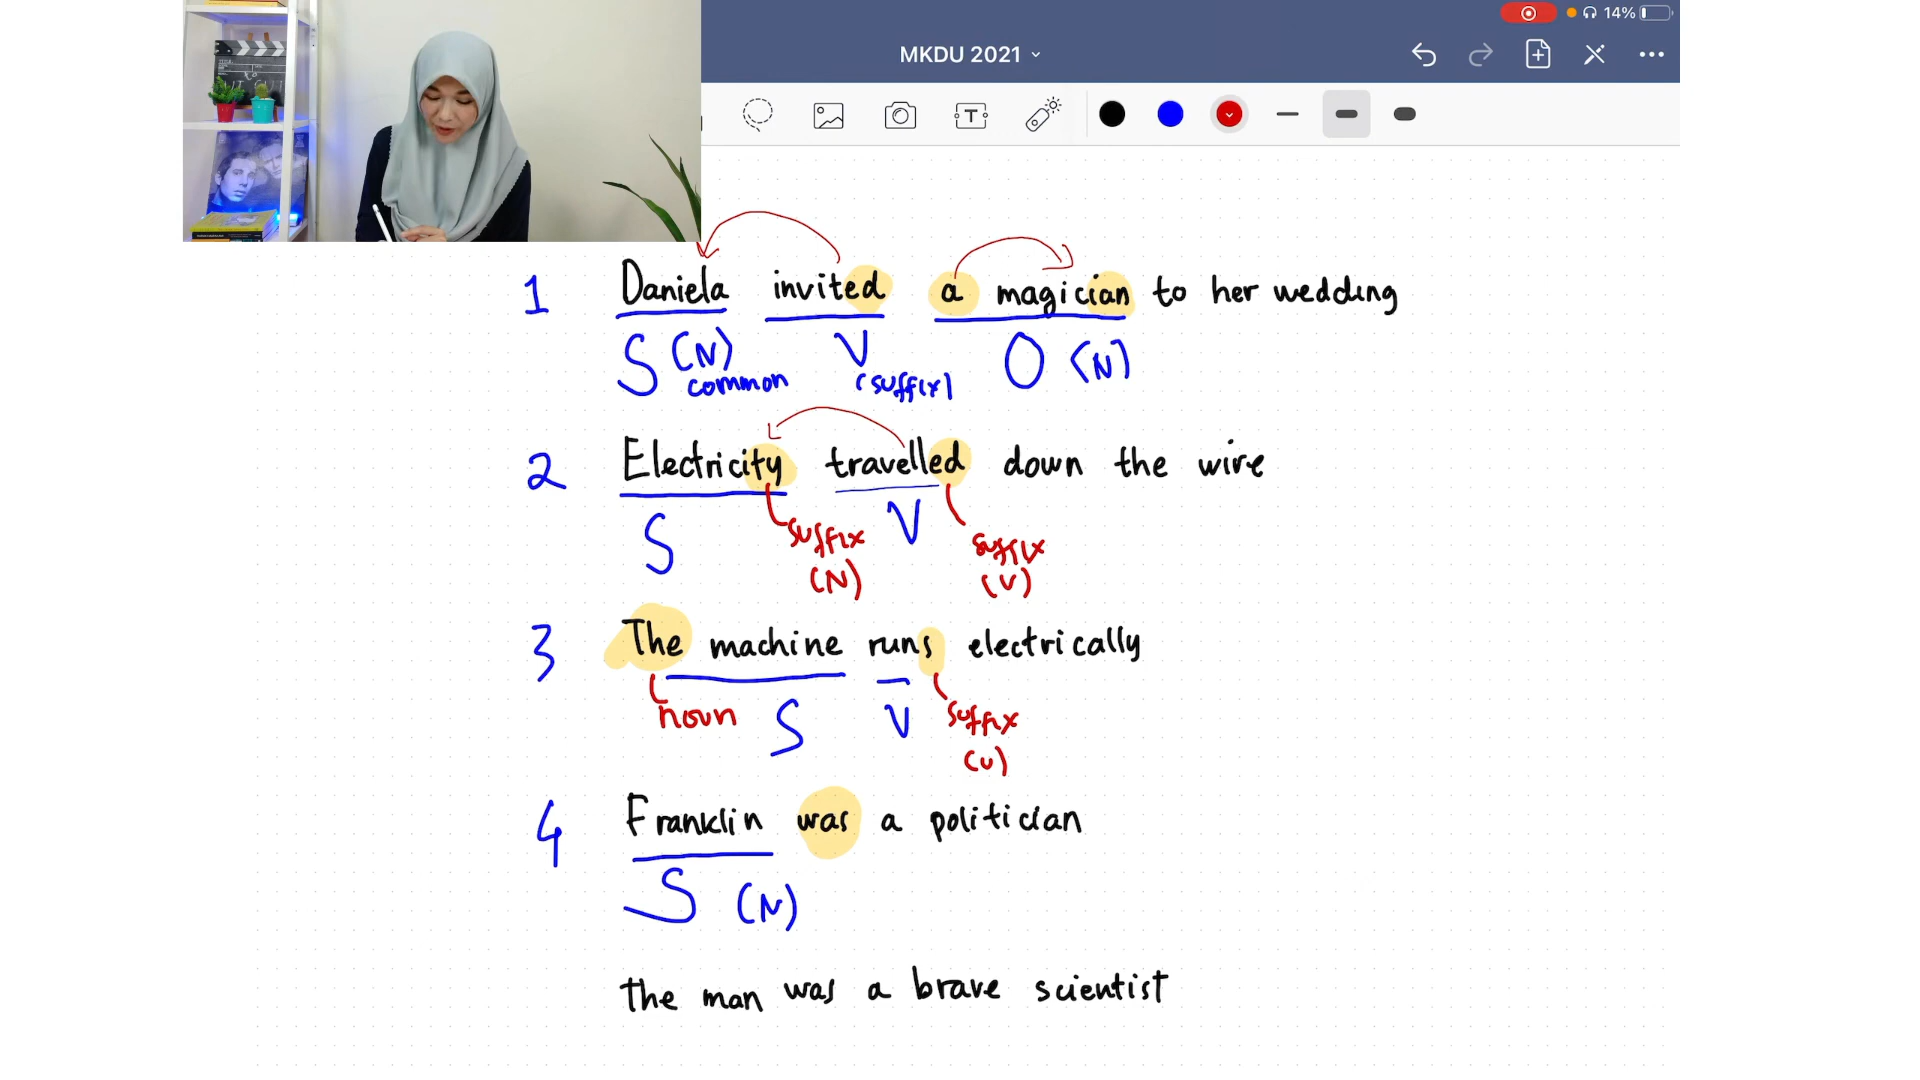 14%
MKDU 2021
T
1 Daniela invited a magician to her wedding
S (N) V O (N)
common (suffix)
2 Electricity travelled down the wire
S suffix (N) V suffix (V)
3 The machine runs electrically
noun S V suffix (V)
4 Franklin was a politician
S (N)
the man was a brave scientist